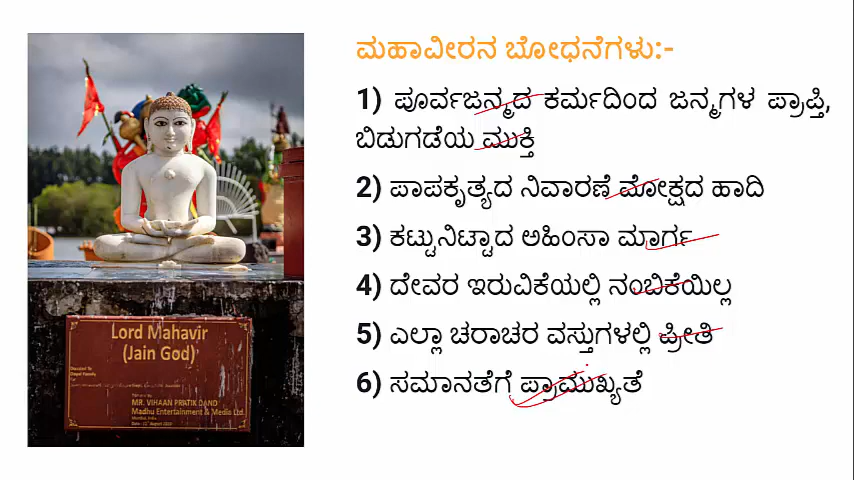 ಮಹಾವೀರನ ಬೋಧನೆಗಳು:-
1) ಪೂರ್ವಜನ್ಮದ ಕರ್ಮದಿಂದ ಜನ್ಮಗಳ ಪ್ರಾಪ್ತಿ,
ಬಿಡುಗಡೆಯ ಮುಕ್ತಿ
2) ಪಾಪಕೃತ್ಯದ ನಿವಾರಣೆ ಮೋಕ್ಷದ ಹಾದಿ
3) ಕಟ್ಟುನಿಟ್ಟಾದ ಅಹಿಂಸಾ ಮಾರ್ಗ
4) ದೇವರ ಇರುವಿಕೆಯಲ್ಲಿ ನಂಬಿಕೆಯಿಲ್ಲ
5) ಎಲ್ಲಾ ಚರಾಚರ ವಸ್ತುಗಳಲ್ಲಿ ಪ್ರೀತಿ
6) ಸಮಾನತೆಗೆ ಪ್ರಾಮುಖ್ಯತೆ
Lord Mahavir
(Jain God)
MR. VIHAAN PRATIK DAND
Madhu Entertainment & Media Ltd.